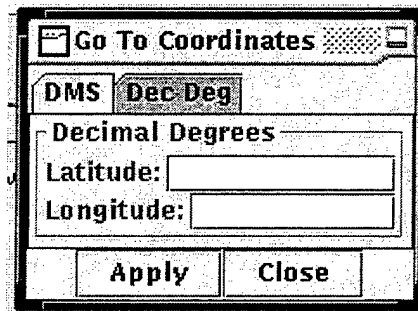 Go To Coordinates
DMS Dec Deg
Decimal Degrees
Latitude:
Longitude:
Apply Close